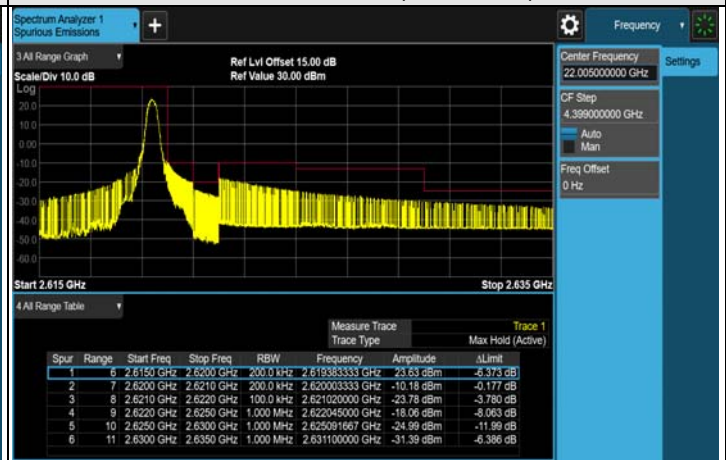 Spectrum Analyzer 1
Spurious Emissions
Frequency
3 All Range Graph
Ref Lvl Offset 15.00 dB
Scale/Div 10.0 dB
Ref Value 30.00 dBm
Log
20.0
10.0
0.00
-10.0
-20.0
-30.0
-40.0
-50.0
-60.0
Start 2.615 GHz
Stop 2.635 GHz
4 All Range Table
Measure Trace Trace 1
Trace Type Max Hold (Active)
Spur Range Start Freq Stop Freq RBW Frequency Amplitude ΔLimit
1 6 2.6150 GHz 2.6200 GHz 200.0 kHz 2.619383333 GHz 23.63 dBm -6.373 dB
2 7 2.6200 GHz 2.6210 GHz 200.0 kHz 2.620003333 GHz -10.18 dBm -0.177 dB
3 8 2.6210 GHz 2.6220 GHz 100.0 kHz 2.621020000 GHz -23.78 dBm -3.780 dB
4 9 2.6220 GHz 2.6250 GHz 1.000 MHz 2.622045000 GHz -18.06 dBm -8.063 dB
5 10 2.6250 GHz 2.6300 GHz 1.000 MHz 2.625091667 GHz -24.99 dBm -11.99 dB
6 11 2.6300 GHz 2.6350 GHz 1.000 MHz 2.631100000 GHz -31.39 dBm -6.386 dB
Center Frequency
22.005000000 GHz
Settings
CF Step
4.399000000 GHz
Auto
Man
Freq Offset
0 Hz